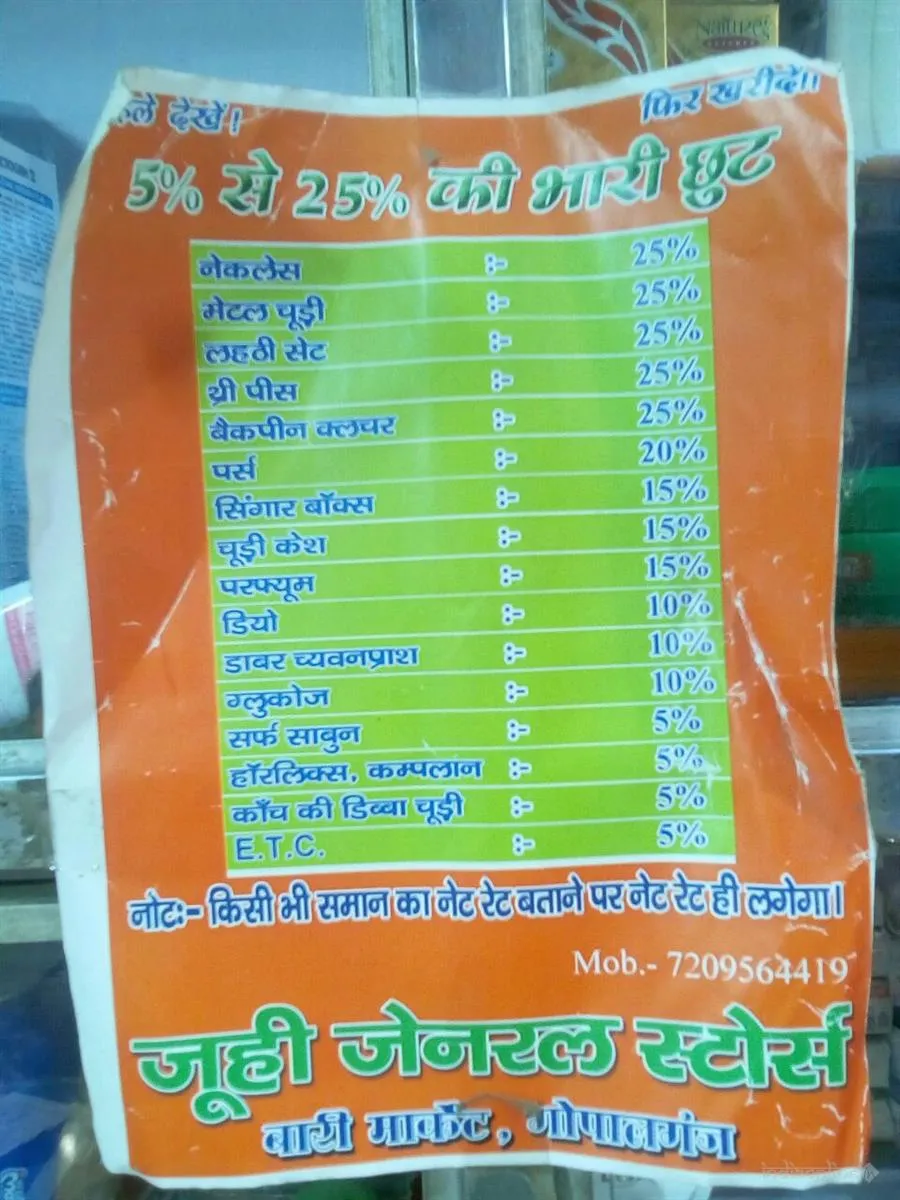 देखें।
फिर खरीदें।।
5% से 25% की भारी छुट
नेकलेस :- 25%
मेटल चूड़ी :- 25%
लहठी सेट :- 25%
थ्री पीस :- 25%
बैकपीन क्लचर :- 25%
पर्स :- 20%
सिंगार बॉक्स :- 15%
चूड़ी केश :- 15%
परफ्यूम :- 15%
डियो :- 10%
डाबर च्यवनप्राश :- 10%
ग्लुकोज :- 10%
सर्फ साबुन :- 5%
हॉरलिक्स, कम्पलान :- 5%
काँच की डिब्बा चूड़ी :- 5%
E.T.C. :- 5%
नोटः- किसी भी समान का नेट रेट बताने पर नेट रेट ही लगेगा।
Mob.- 7209564419
जूही जेनरल स्टोर्स
बारी मार्केट, गोपालगंज